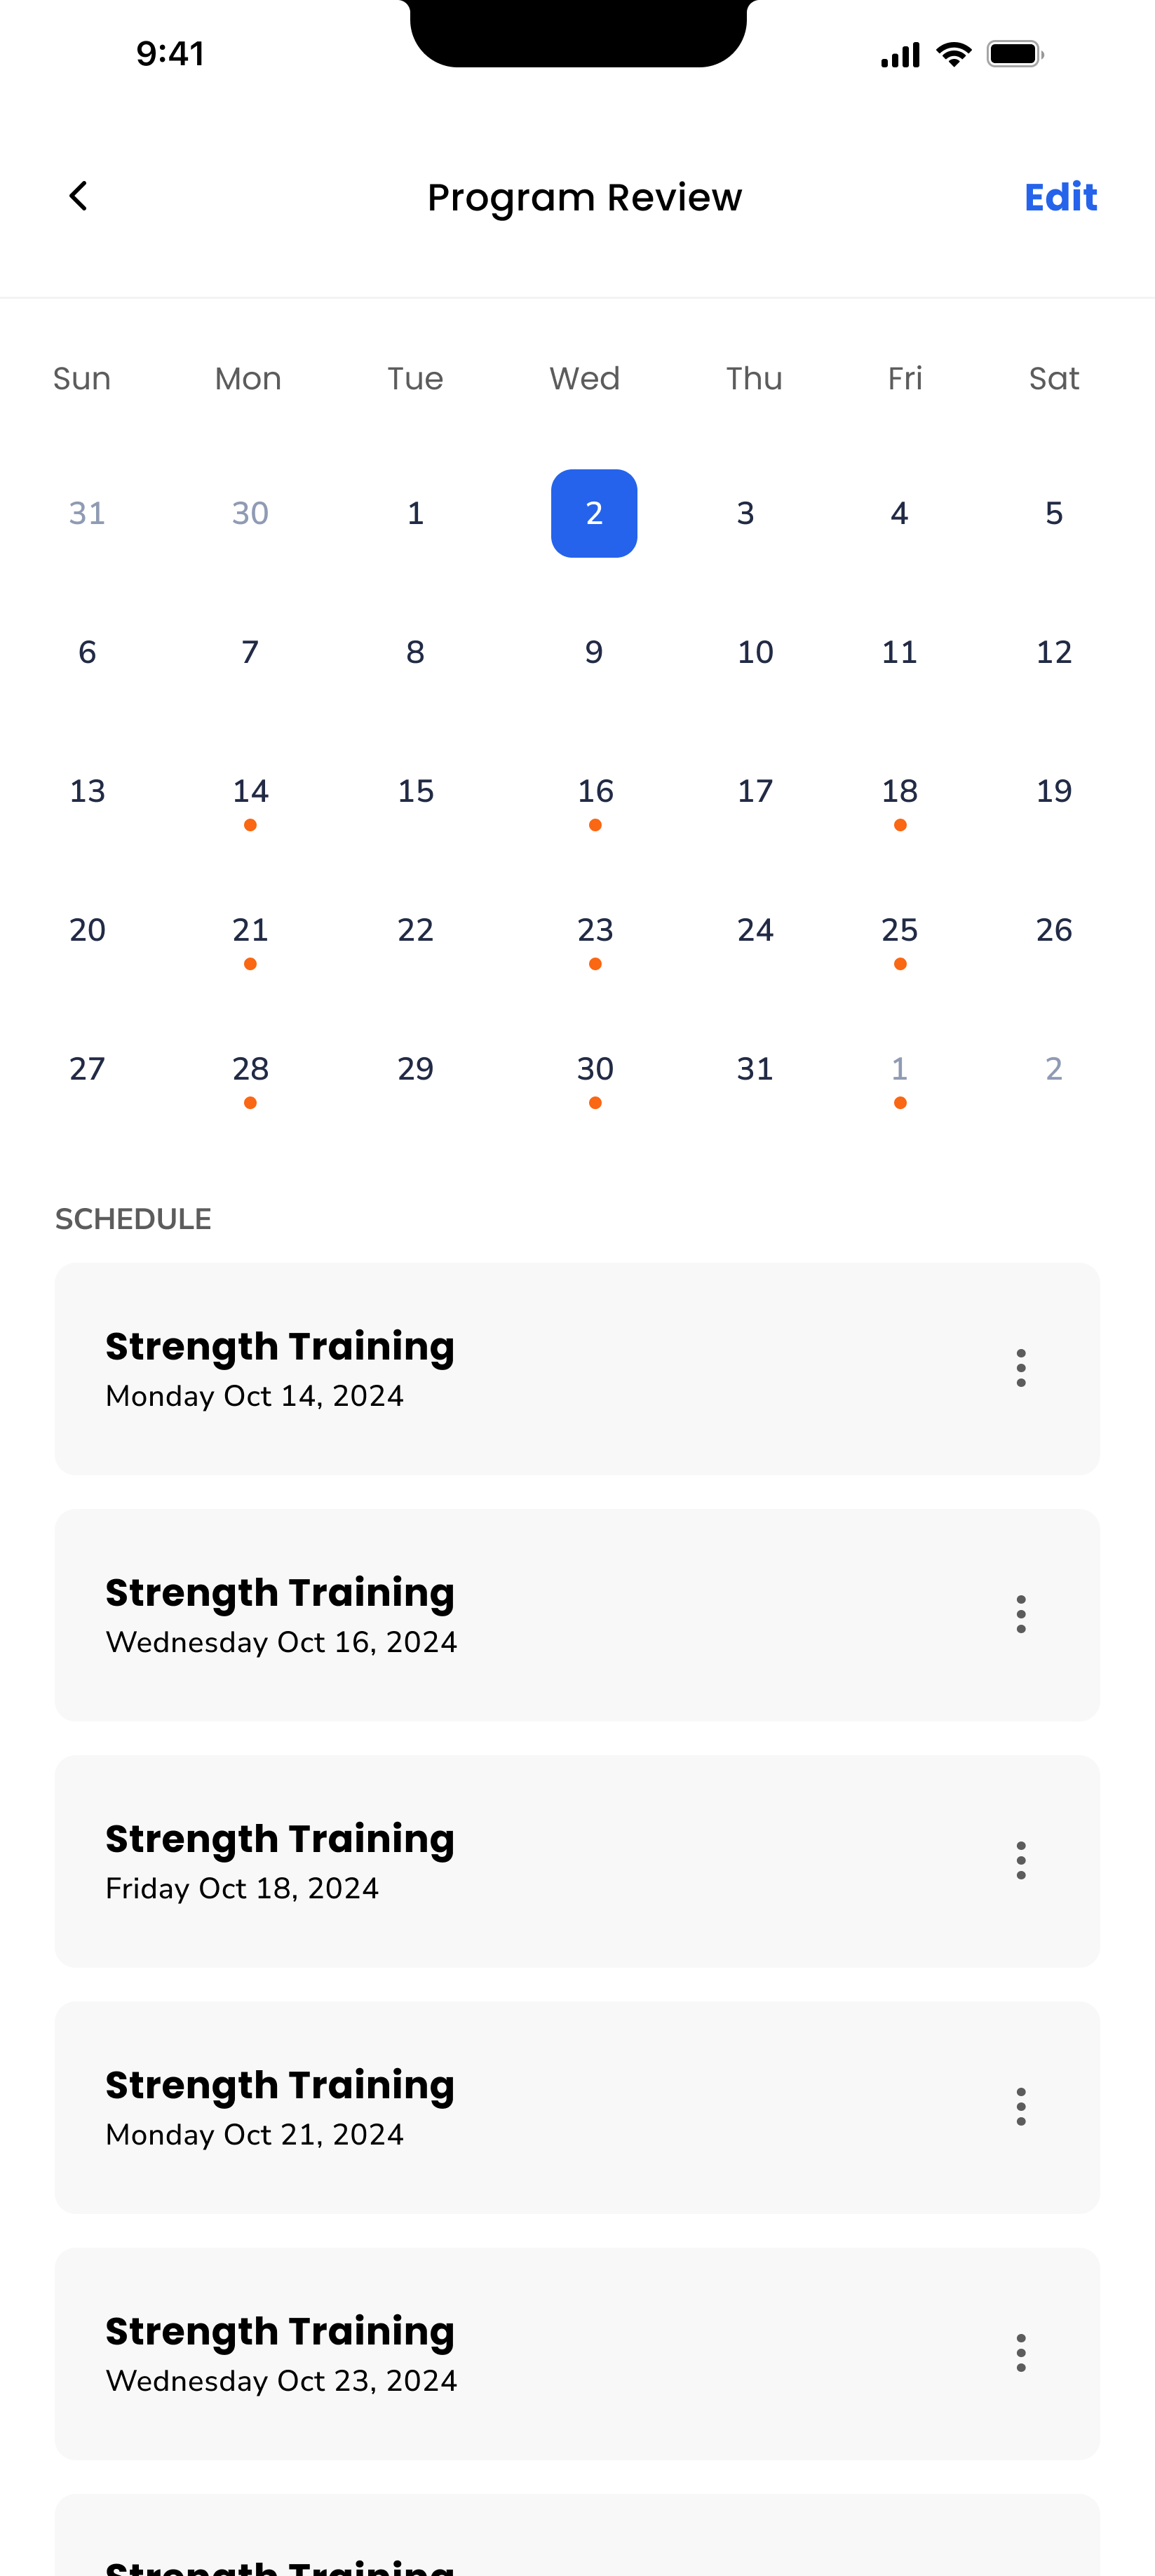 9:41
Program Review
Edit
Sun Mon Tue Wed Thu Fri Sat
31 30 1 2 3 4 5
6 7 8 9 10 11 12
13 14 15 16 17 18 19
20 21 22 23 24 25 26
27 28 29 30 31 1 2
SCHEDULE
Strength Training
Monday Oct 14, 2024
Strength Training
Wednesday Oct 16, 2024
Strength Training
Friday Oct 18, 2024
Strength Training
Monday Oct 21, 2024
Strength Training
Wednesday Oct 23, 2024
Strength Training